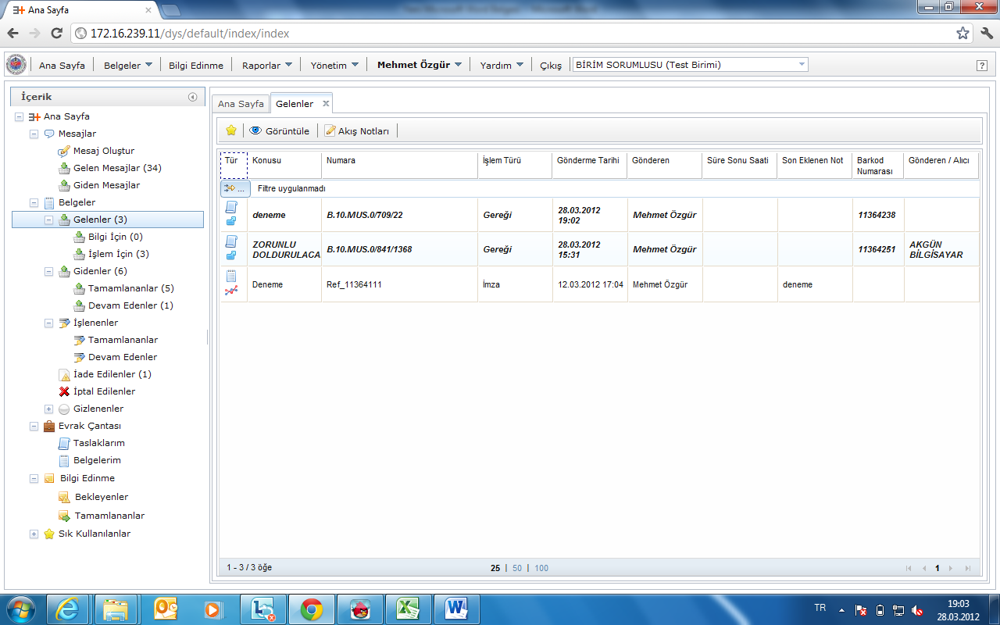 Ana Sayfa
172.16.239.11/dys/default/index/index
Ana Sayfa Belgeler Bilgi Edinme Raporlar Yönetim Mehmet Özgür Yardım Çıkış BİRİM SORUMLUSU (Test Birimi) ?
İçerik
Ana Sayfa
Mesajlar
Mesaj Oluştur
Gelen Mesajlar (34)
Giden Mesajlar
Belgeler
Gelenler (3)
Bilgi İçin (0)
İşlem İçin (3)
Gidenler (6)
Tamamlananlar (5)
Devam Edenler (1)
İşlenenler
Tamamlananlar
Devam Edenler
İade Edilenler (1)
İptal Edilenler
Gizlenenler
Evrak Çantası
Taslaklarım
Belgelerim
Bilgi Edinme
Bekleyenler
Tamamlananlar
Sık Kullanılanlar
Ana Sayfa Gelenler
Görüntüle Akış Notları
Tür Konusu Numara İşlem Türü Gönderme Tarihi Gönderen Süre Sonu Saati Son Eklenen Not Barkod Numarası Gönderen / Alıcı
... Filtre uygulanmadı
deneme B.10.MUS.0/709/22 Gereği 28.03.2012 19:02 Mehmet Özgür 11364238
ZORUNLU DOLDURULACA B.10.MUS.0/841/1368 Gereği 28.03.2012 15:31 Mehmet Özgür 11364251 AKGÜN BİLGİSAYAR
Deneme Ref_11364111 İmza 12.03.2012 17:04 Mehmet Özgür deneme
1 - 3 / 3 öğe 25 | 50 | 100 1
TR 19:03
28.03.2012